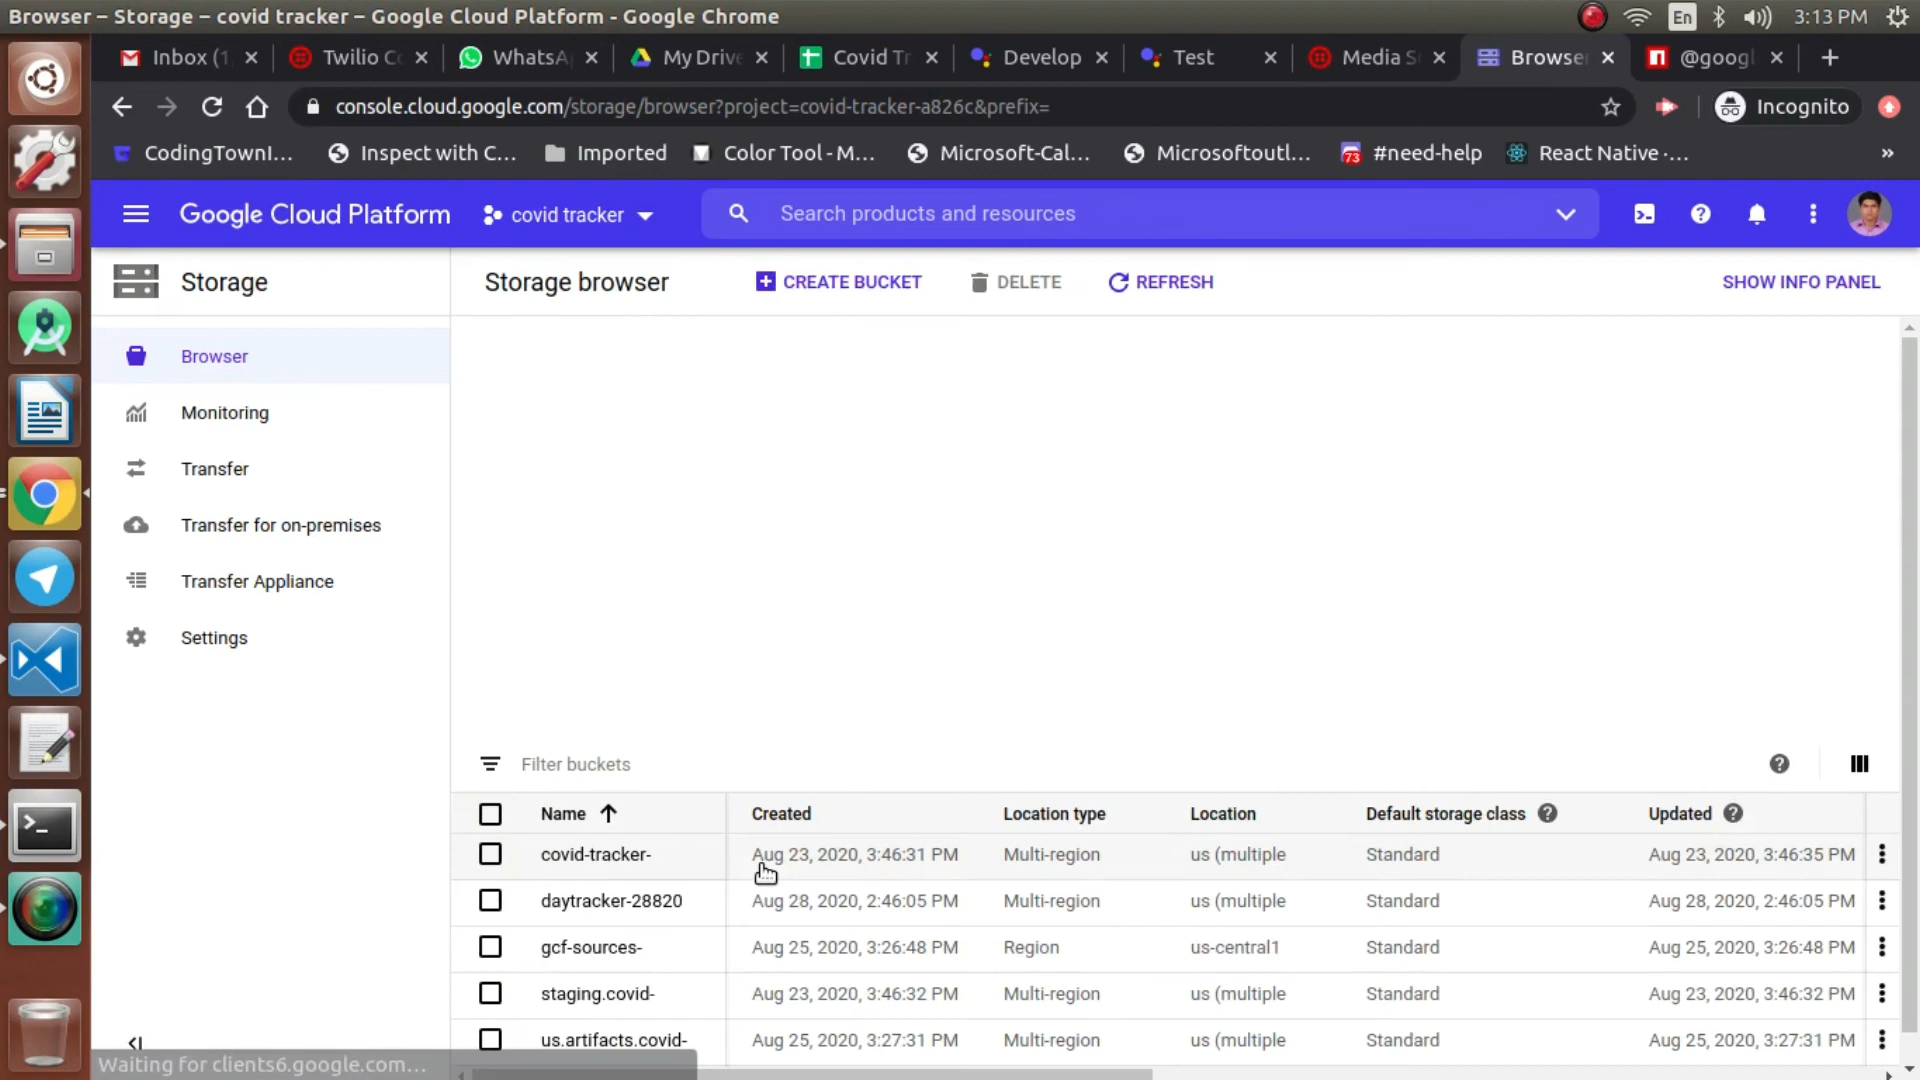 Browser – Storage – covid tracker – Google Cloud Platform - Google Chrome
En
3:13 PM
Inbox (1
Twilio Co
WhatsA
My Drive
Covid Tr
Develop
Test
Media S
Browser
@googl
console.cloud.google.com/storage/browser?project=covid-tracker-a826c&prefix=
Incognito
CodingTownI...
Inspect with C...
Imported
Color Tool - M...
Microsoft-Cal...
Microsoftoutl...
73
#need-help
React Native ·...
»
Google Cloud Platform
covid tracker
Search products and resources
Storage
Storage browser
CREATE BUCKET
DELETE
REFRESH
SHOW INFO PANEL
Browser
Monitoring
Transfer
Transfer for on-premises
Transfer Appliance
Settings
Filter buckets
Name Created Location type Location Default storage class Updated
covid-tracker- Aug 23, 2020, 3:46:31 PM Multi-region us (multiple Standard Aug 23, 2020, 3:46:35 PM
daytracker-28820 Aug 28, 2020, 2:46:05 PM Multi-region us (multiple Standard Aug 28, 2020, 2:46:05 PM
gcf-sources- Aug 25, 2020, 3:26:48 PM Region us-central1 Standard Aug 25, 2020, 3:26:48 PM
staging.covid- Aug 23, 2020, 3:46:32 PM Multi-region us (multiple Standard Aug 23, 2020, 3:46:32 PM
us.artifacts.covid- Aug 25, 2020, 3:27:31 PM Multi-region us (multiple Standard Aug 25, 2020, 3:27:31 PM
Waiting for clients6.google.com...